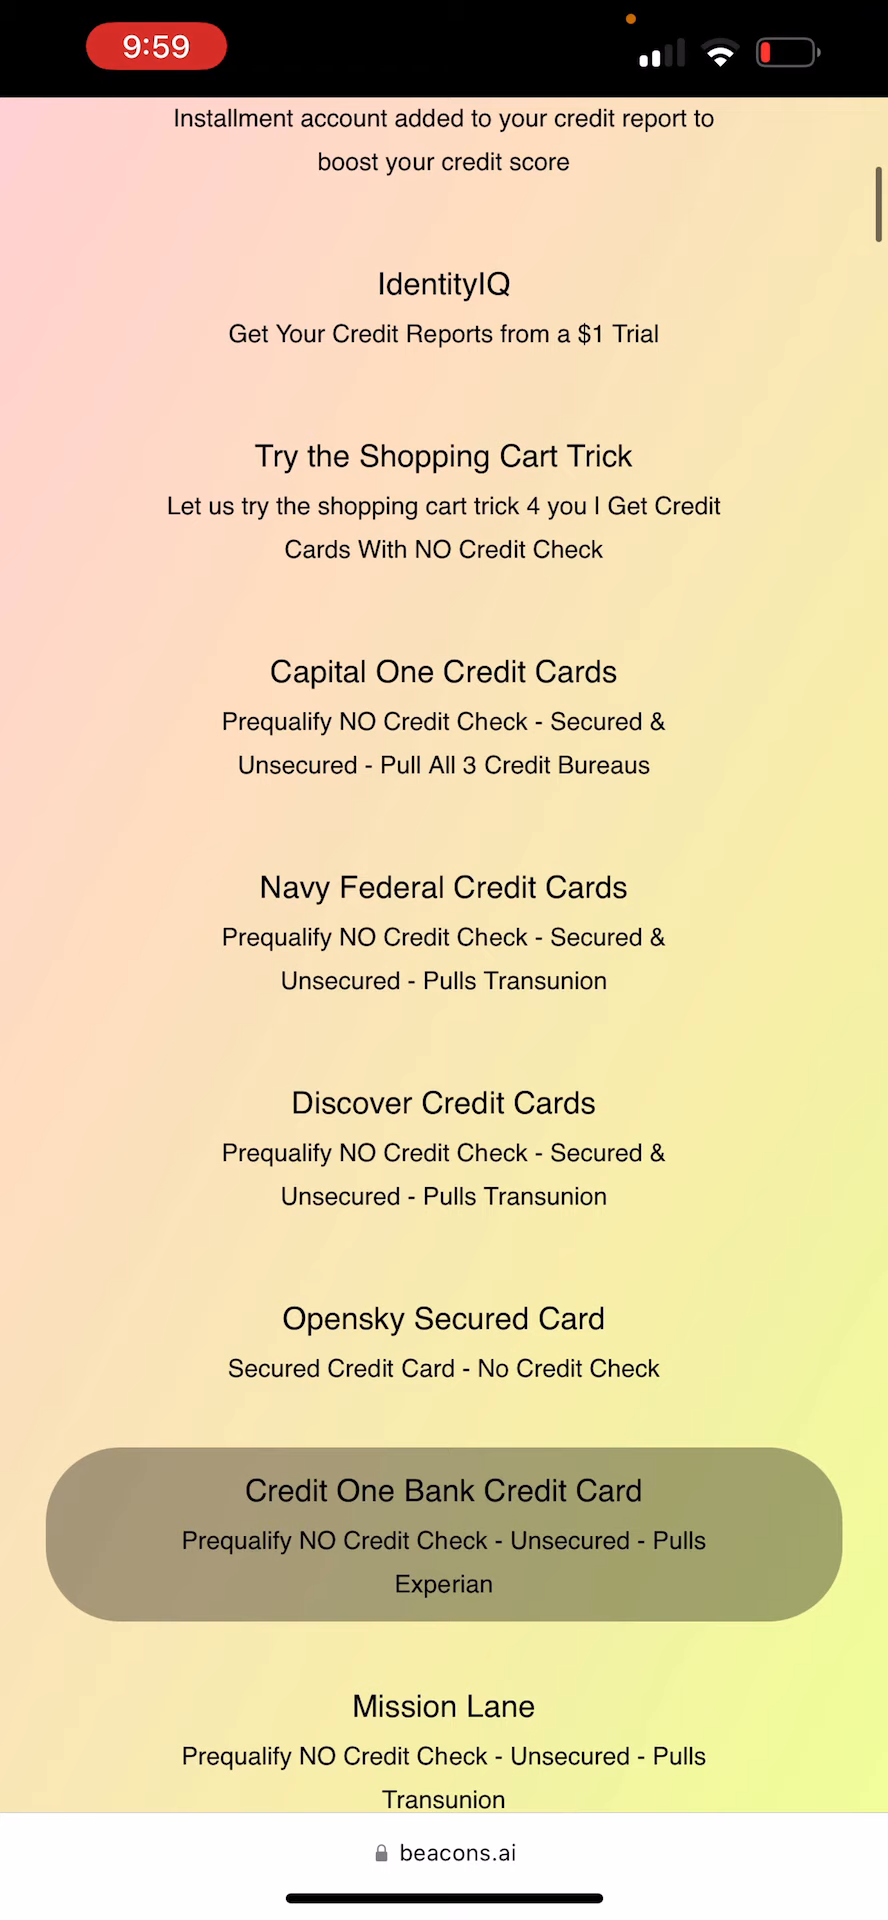 9:59
Installment account added to your credit report to
boost your credit score
IdentityIQ
Get Your Credit Reports from a $1 Trial
Try the Shopping Cart Trick
Let us try the shopping cart trick 4 you I Get Credit
Cards With NO Credit Check
Capital One Credit Cards
Prequalify NO Credit Check - Secured &
Unsecured - Pull All 3 Credit Bureaus
Navy Federal Credit Cards
Prequalify NO Credit Check - Secured &
Unsecured - Pulls Transunion
Discover Credit Cards
Prequalify NO Credit Check - Secured &
Unsecured - Pulls Transunion
Opensky Secured Card
Secured Credit Card - No Credit Check
Credit One Bank Credit Card
Prequalify NO Credit Check - Unsecured - Pulls
Experian
Mission Lane
Prequalify NO Credit Check - Unsecured - Pulls
Transunion
beacons.ai